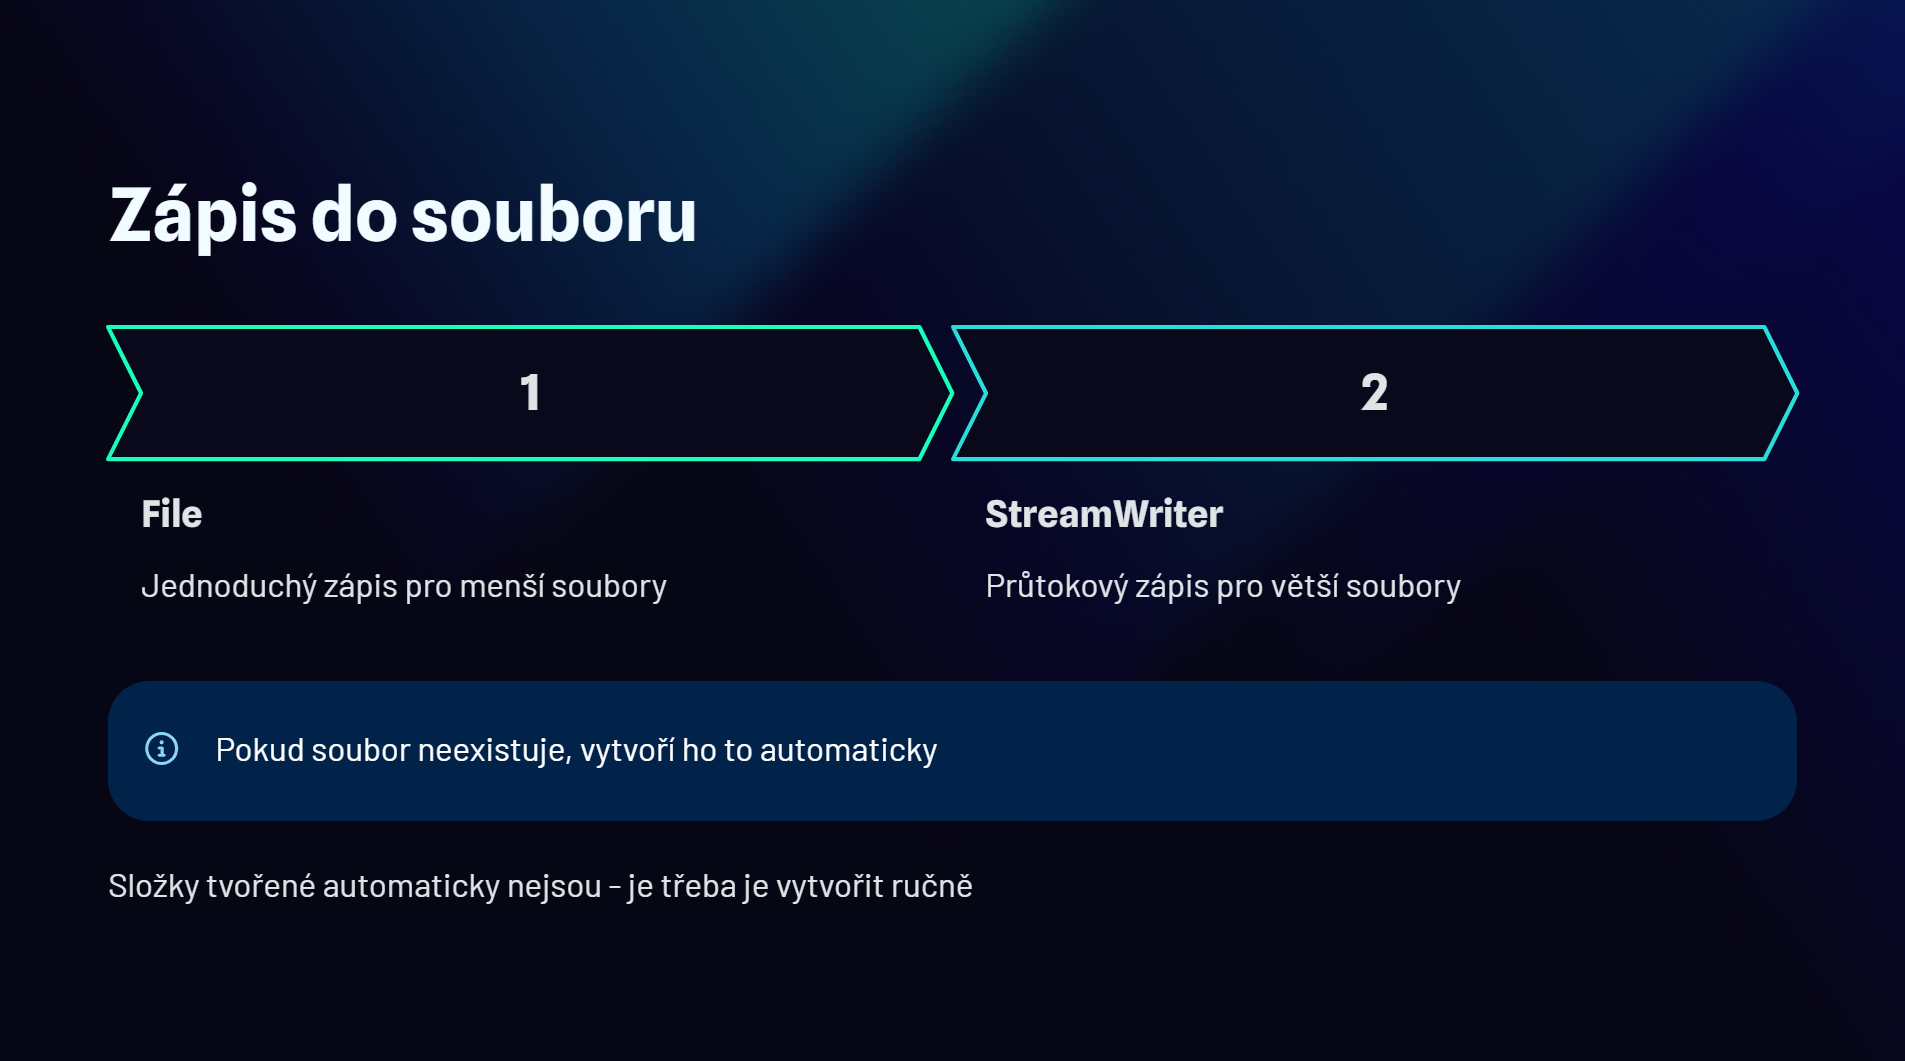 Zápis do souboru
1
2
File
StreamWriter
Jednoduchý zápis pro menší soubory
Průtokový zápis pro větší soubory
Pokud soubor neexistuje, vytvoří ho to automaticky
Složky tvořené automaticky nejsou - je třeba je vytvořit ručně